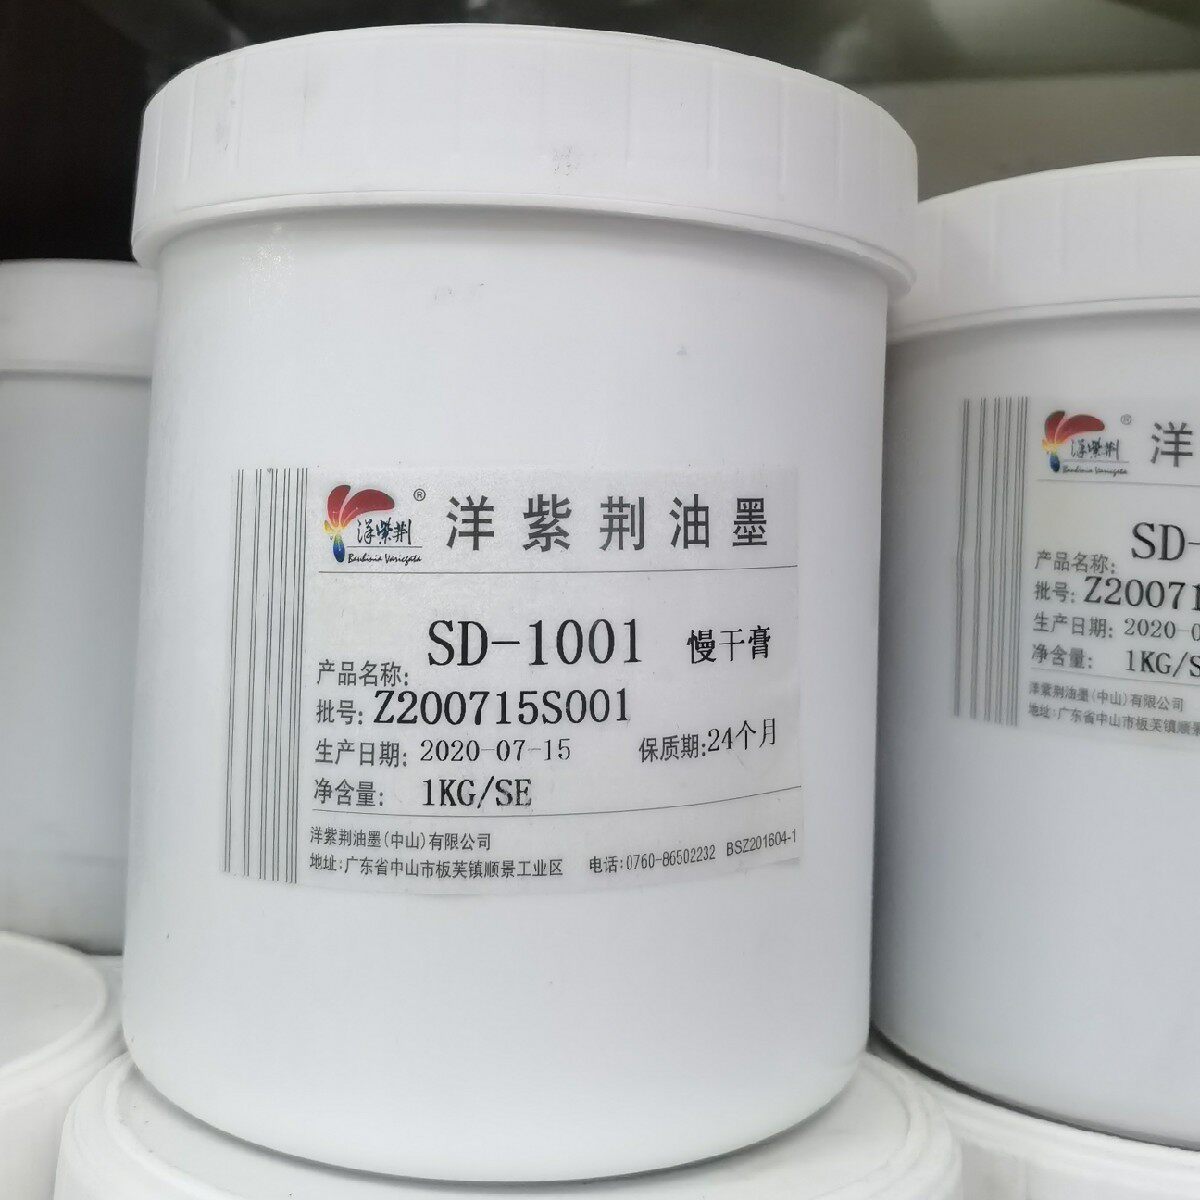 洋紫荆 ®
Bauhinia Variegata
洋紫荆油墨
产品名称: SD-1001 慢干膏
批号: Z200715S001
生产日期: 2020-07-15 保质期:24个月
净含量: 1KG/SE
洋紫荆油墨(中山)有限公司
地址:广东省中山市板芙镇顺景工业区 电话:0760-86502232 BSZ201604-1
洋紫荆 ®
Bauhinia Variegata
洋
产品名称: SD-
批号: Z20071
生产日期: 2020-0
净含量: 1KG/S
洋紫荆油墨(中山)有限公司
地址:广东省中山市板芙镇顺景